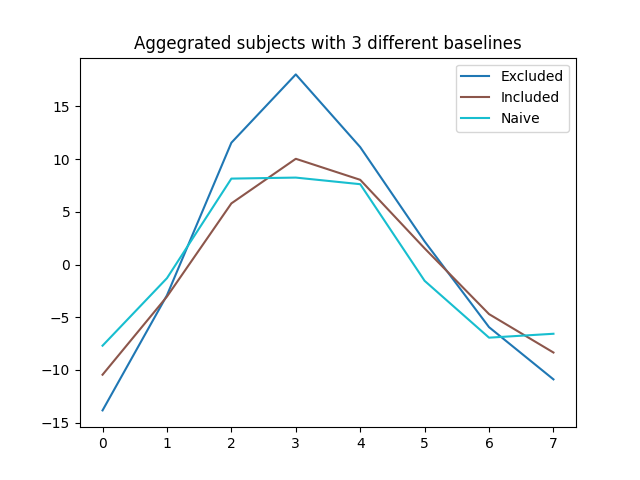 Aggegrated subjects with 3 different baselines
Excluded
Included
Naive
15
10
5
0
−5
−10
−15
0 1 2 3 4 5 6 7